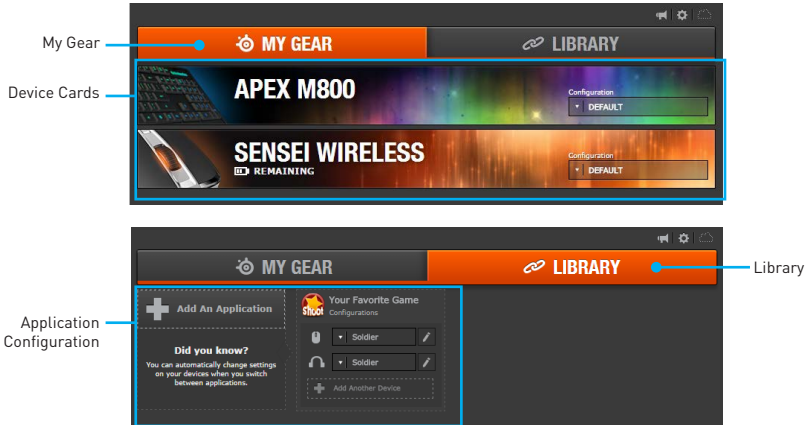 My Gear
MY GEAR
LIBRARY
Device Cards
APEX M800
Configuration
DEFAULT
SENSEI WIRELESS
REMAINING
Configuration
DEFAULT
MY GEAR
LIBRARY
Library
Application
Configuration
Add An Application
Did you know?
You can automatically change settings
on your devices when you switch
between applications.
shoot
Your Favorite Game
Configurations
Soldier
Soldier
Add Another Device